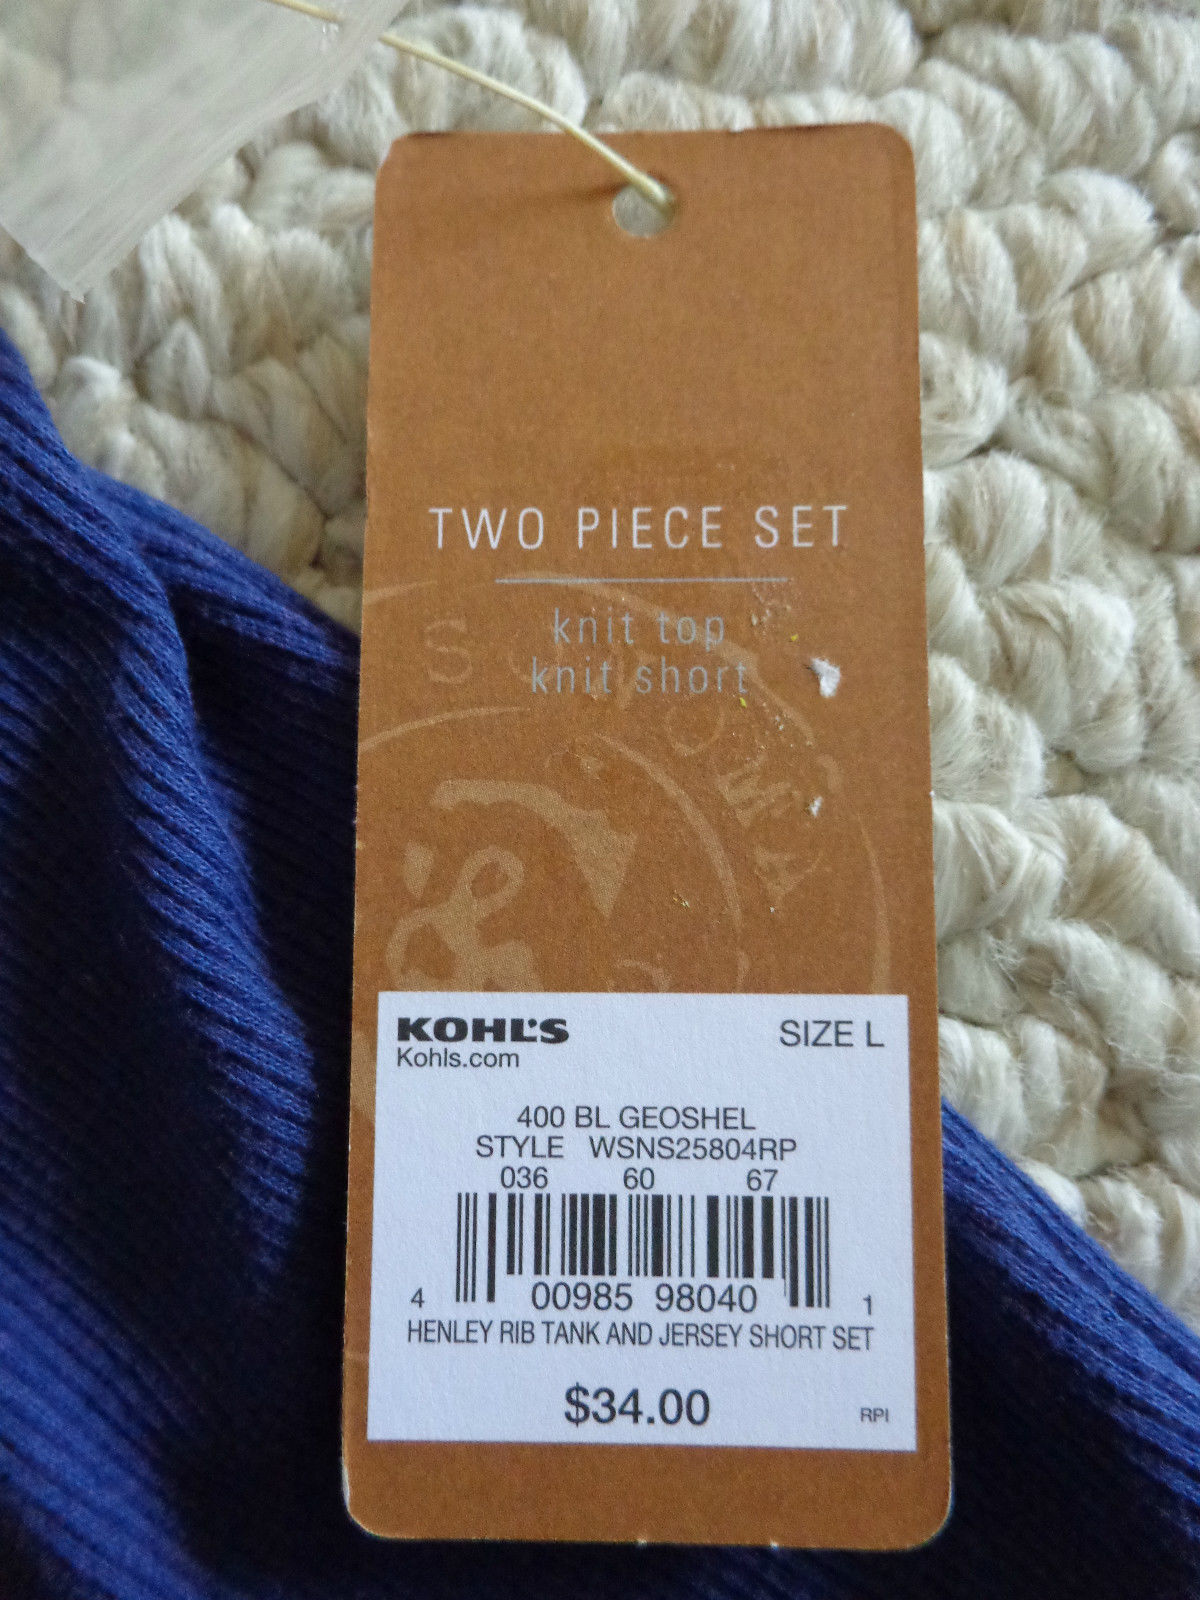 TWO PIECE SET
knit top
knit short
KOHL'S
Kohls.com
SIZE L
400 BL GEOSHEL
STYLE WSNS25804RP
036 60 67
4 00985 98040 1
HENLEY RIB TANK AND JERSEY SHORT SET
$34.00
RPI